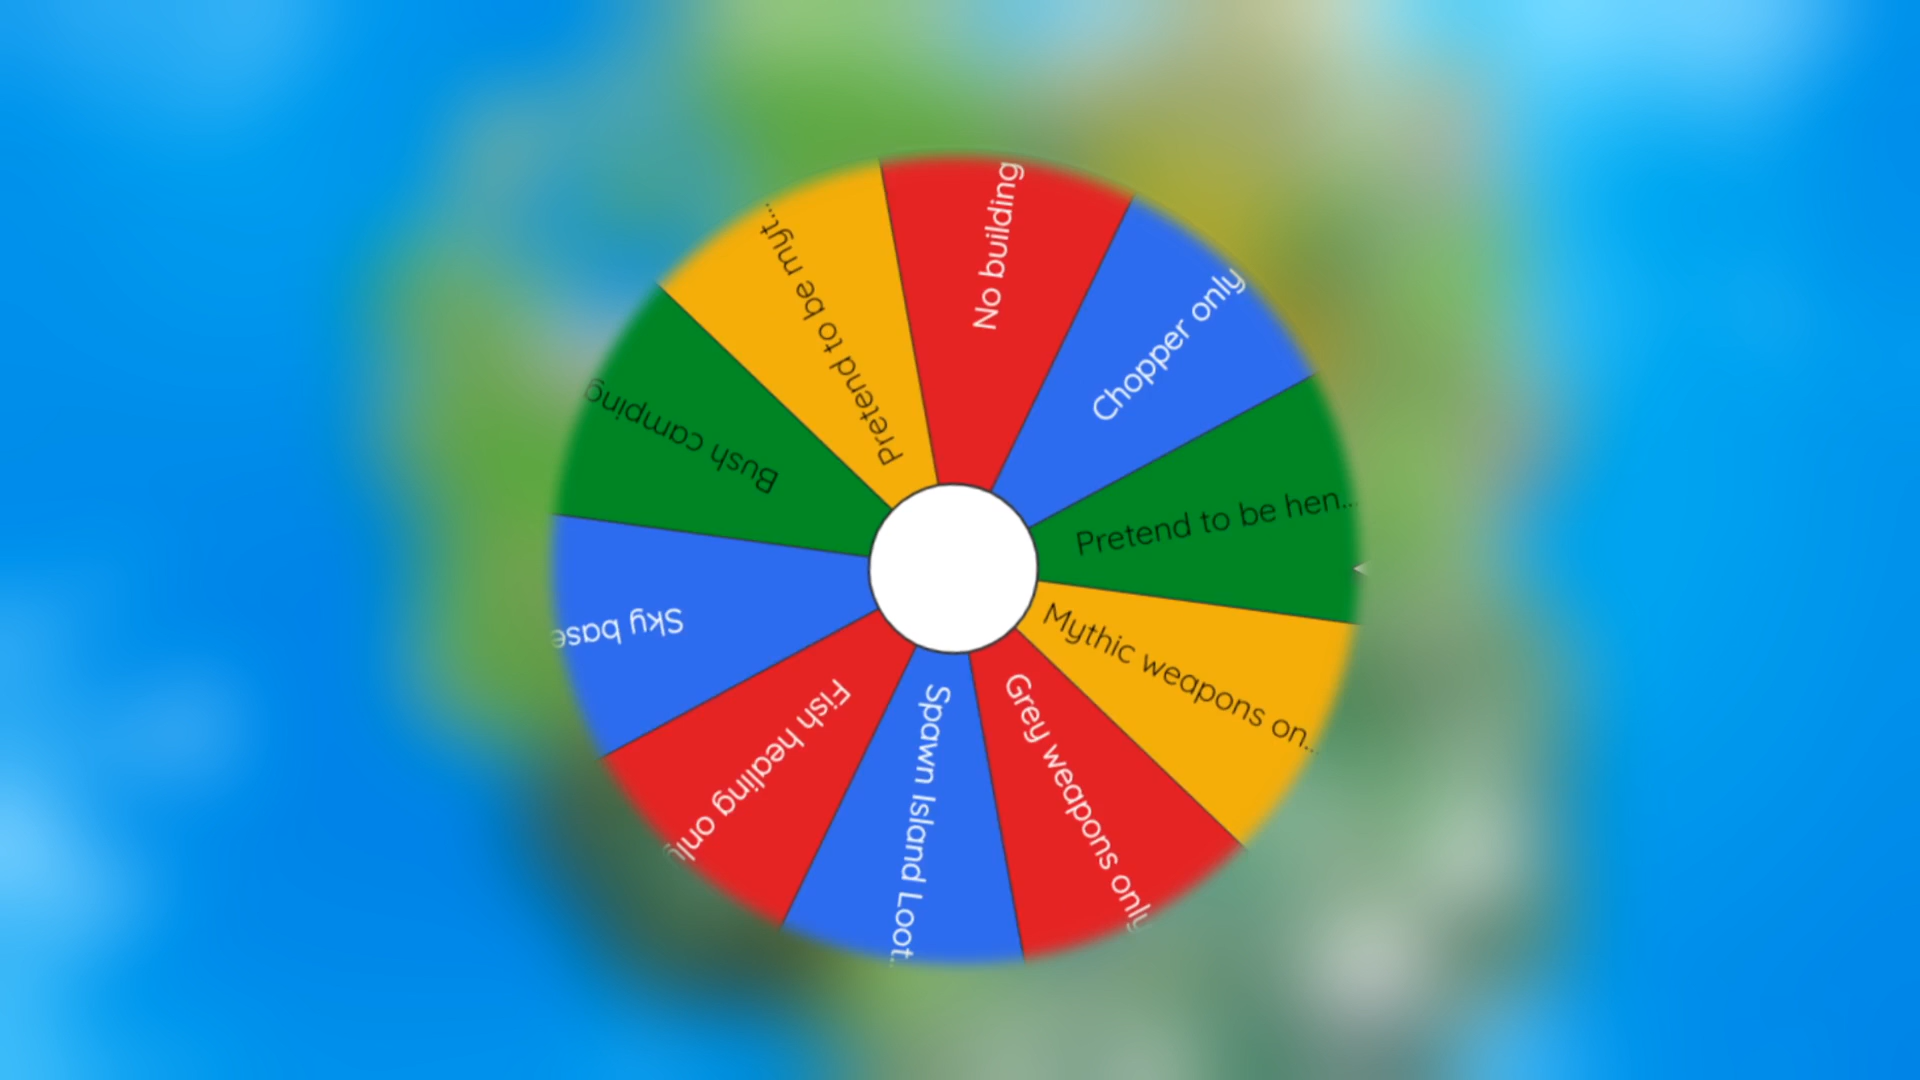 No building
Chopper only
Pretend to be hen...
Mythic weapons on...
Grey weapons only
Spawn Island Loot...
Fish healing only
Sky base
Bush camping
Pretend to be myt...